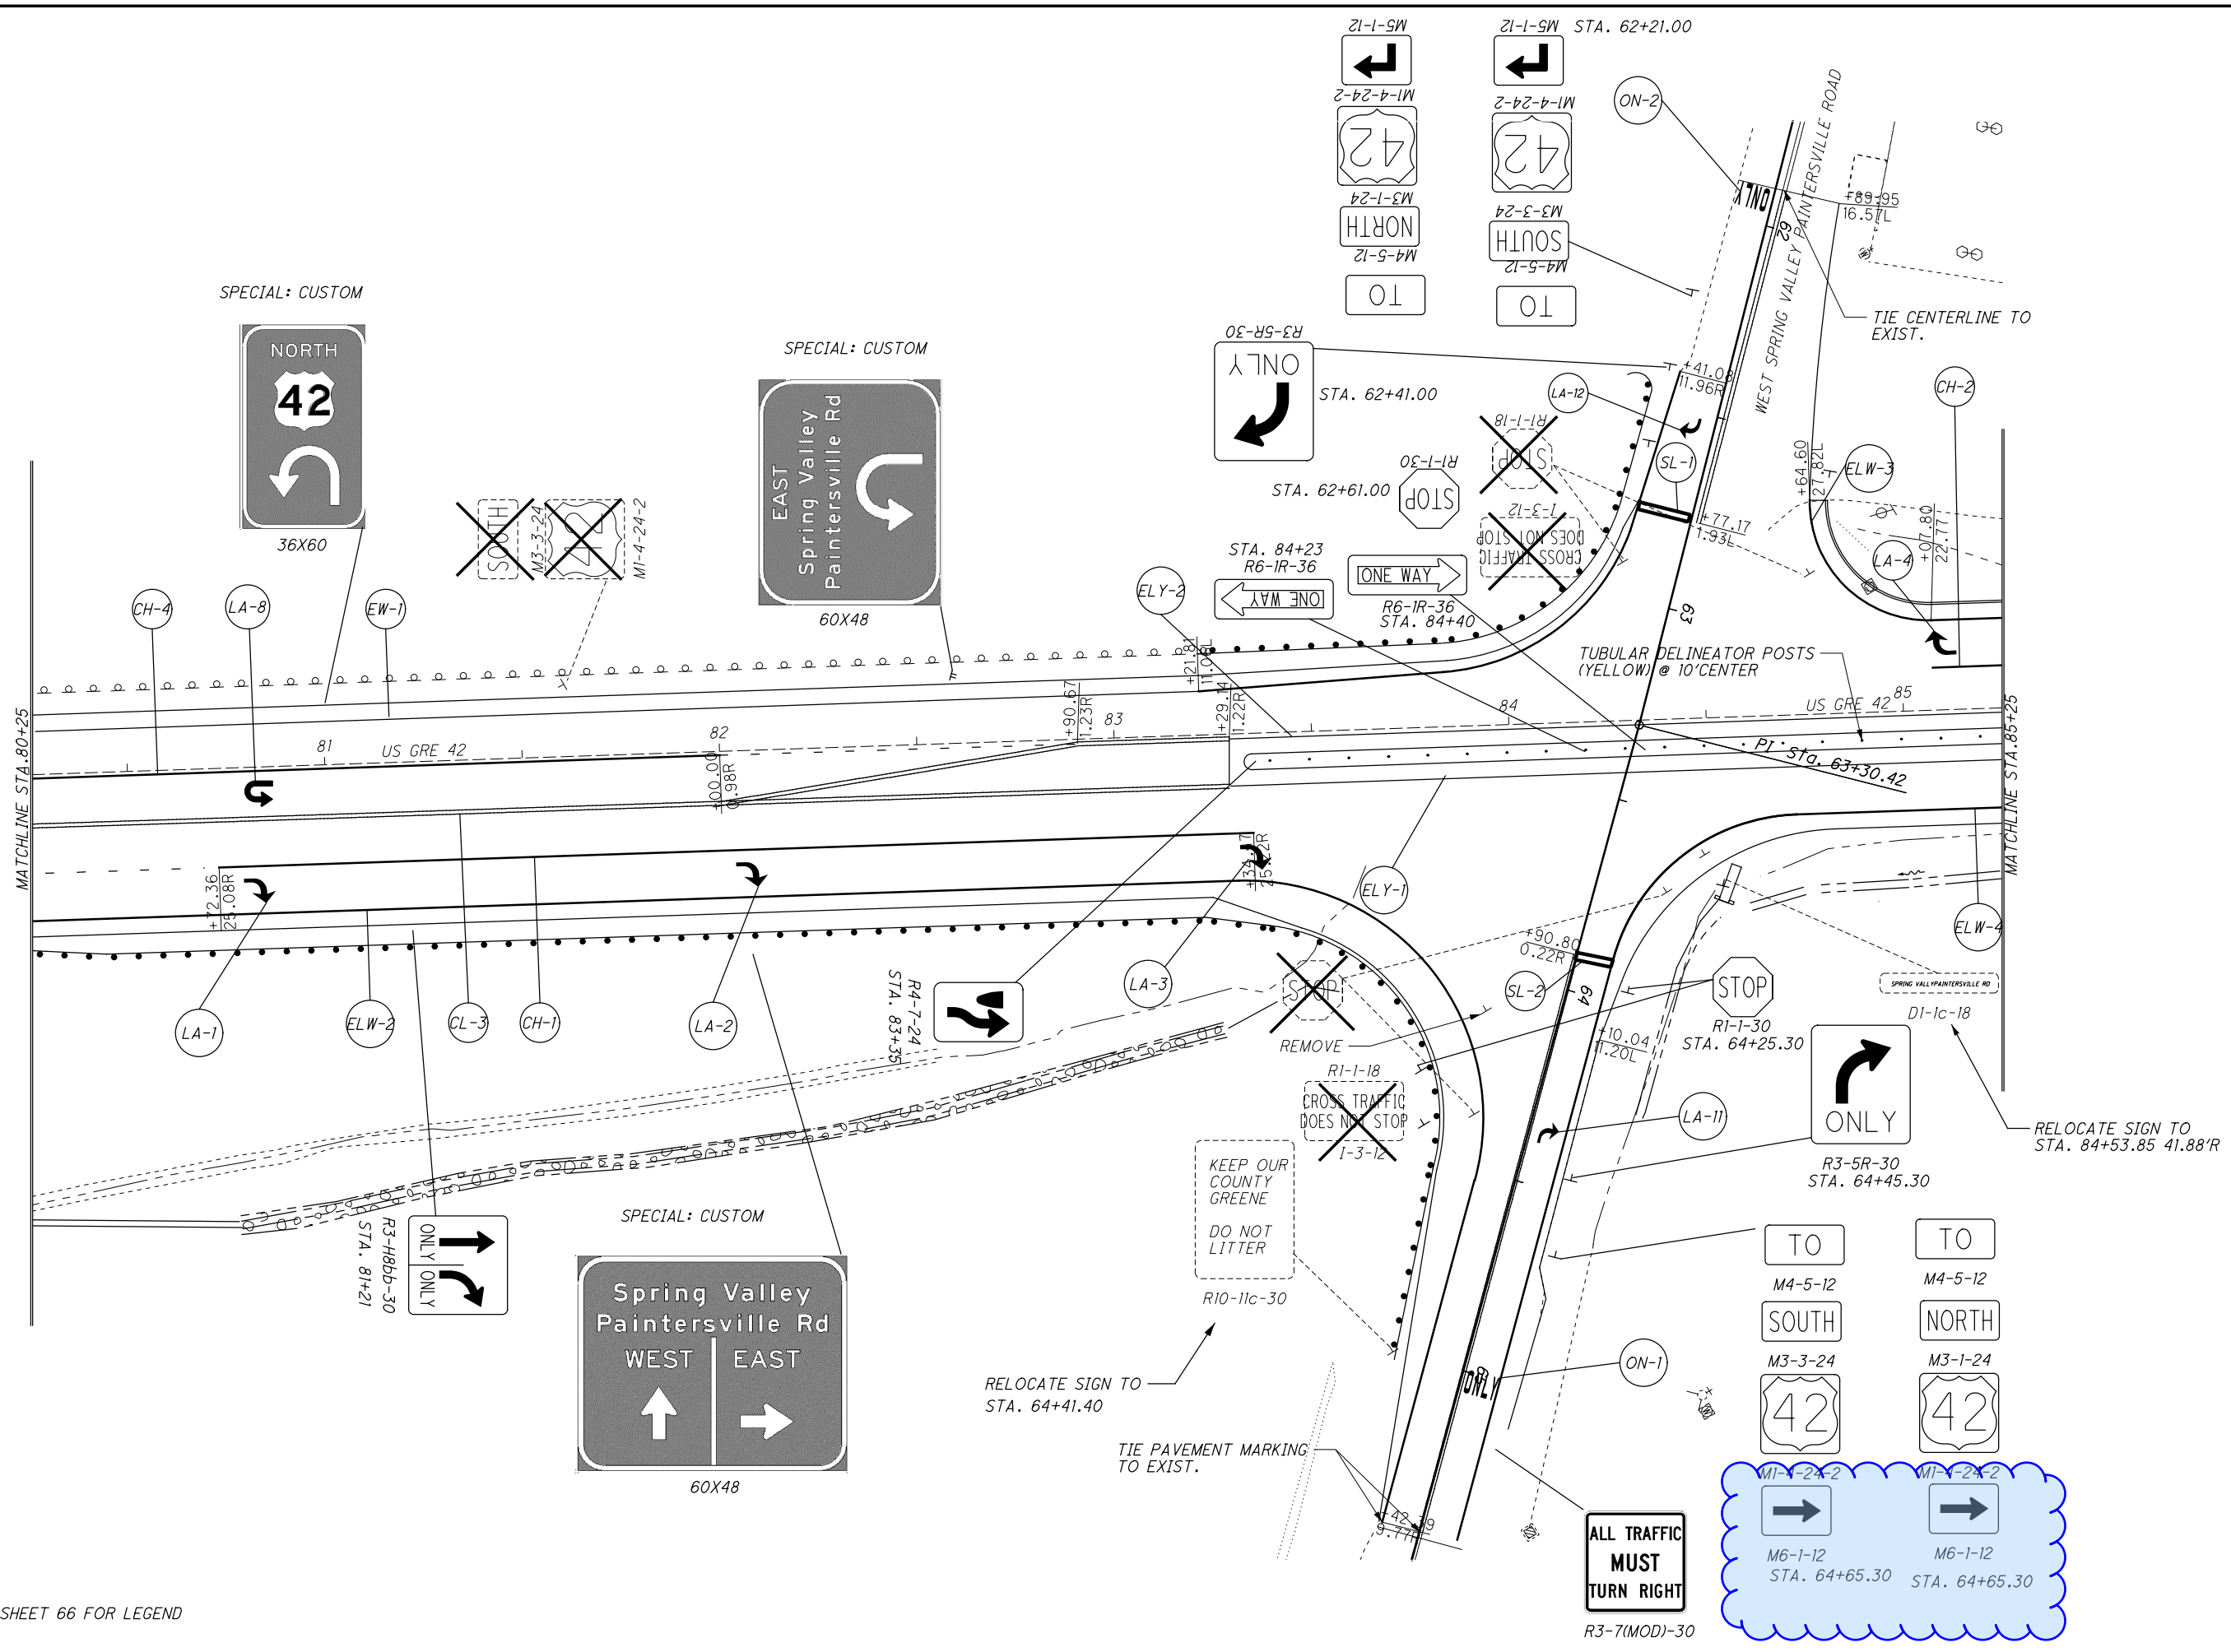 M5-1-12
M5-1-12
STA. 62+21.00
M1-4-24-2
M1-4-24-2
ON-2
42
42
WEST SPRING VALLEY PAINTERSVILLE ROAD
ONLY
+89.95
16.57L
62
M3-1-24
M3-3-24
NORTH
SOUTH
M4-5-12
M4-5-12
TO
TO
TIE CENTERLINE TO
EXIST.
SPECIAL: CUSTOM
NORTH
42
36X60
SPECIAL: CUSTOM
EAST
Spring Valley
Paintersville Rd
60X48
R3-5R-30
ONLY
STA. 62+41.00
+41.08
11.96R
LA-12
CH-2
R1-1-18
STOP
SL-1
R1-1-30
STOP
STA. 62+61.00
I-3-12
CROSS TRAFFIC
DOES NOT STOP
+77.17
1.93L
+64.60
27.82L
ELW-3
+07.80
22.77
LA-4
SOUTH
M3-3-24
42
M1-4-24-2
STA. 84+23
R6-1R-36
ONE WAY
ONE WAY
R6-1R-36
STA. 84+40
ELY-2
CH-4
LA-8
EW-1
63
TUBULAR DELINEATOR POSTS
(YELLOW) @ 10'CENTER
+21.81
+90.67
1.23R
+29.14
1.22R
MATCHLINE STA.80+25
81
US GRE 42
82
83
84
US GRE 42
85
MATCHLINE STA.85+25
+00.00
0.98R
PI Sta. 63+30.42
+72.36
25.08R
ELY-1
ELW-4
LA-1
ELW-2
CL-3
CH-1
LA-2
LA-3
R4-7-24
STA. 83+35
STOP
REMOVE
R1-1-18
CROSS TRAFFIC
DOES NOT STOP
I-3-12
+90.80
0.22R
SL-2
64
STOP
R1-1-30
STA. 64+25.30
SPRING VALLYPAINTERSVILLE RD
D1-1c-18
+10.04
11.20L
LA-11
ONLY
R3-5R-30
STA. 64+45.30
RELOCATE SIGN TO
STA. 84+53.85 41.88'R
KEEP OUR
COUNTY
GREENE
DO NOT
LITTER
R10-11c-30
RELOCATE SIGN TO
STA. 64+41.40
ONLY
ONLY
R3-H8bb-30
STA. 81+21
SPECIAL: CUSTOM
Spring Valley
Paintersville Rd
WEST
EAST
60X48
TIE PAVEMENT MARKING
TO EXIST.
ONLY
ON-1
TO
TO
M4-5-12
M4-5-12
SOUTH
NORTH
M3-3-24
M3-1-24
42
42
M1-4-24-2
M1-4-24-2
M6-1-12
M6-1-12
STA. 64+65.30
STA. 64+65.30
ALL TRAFFIC
MUST
TURN RIGHT
R3-7(MOD)-30
SHEET 66 FOR LEGEND